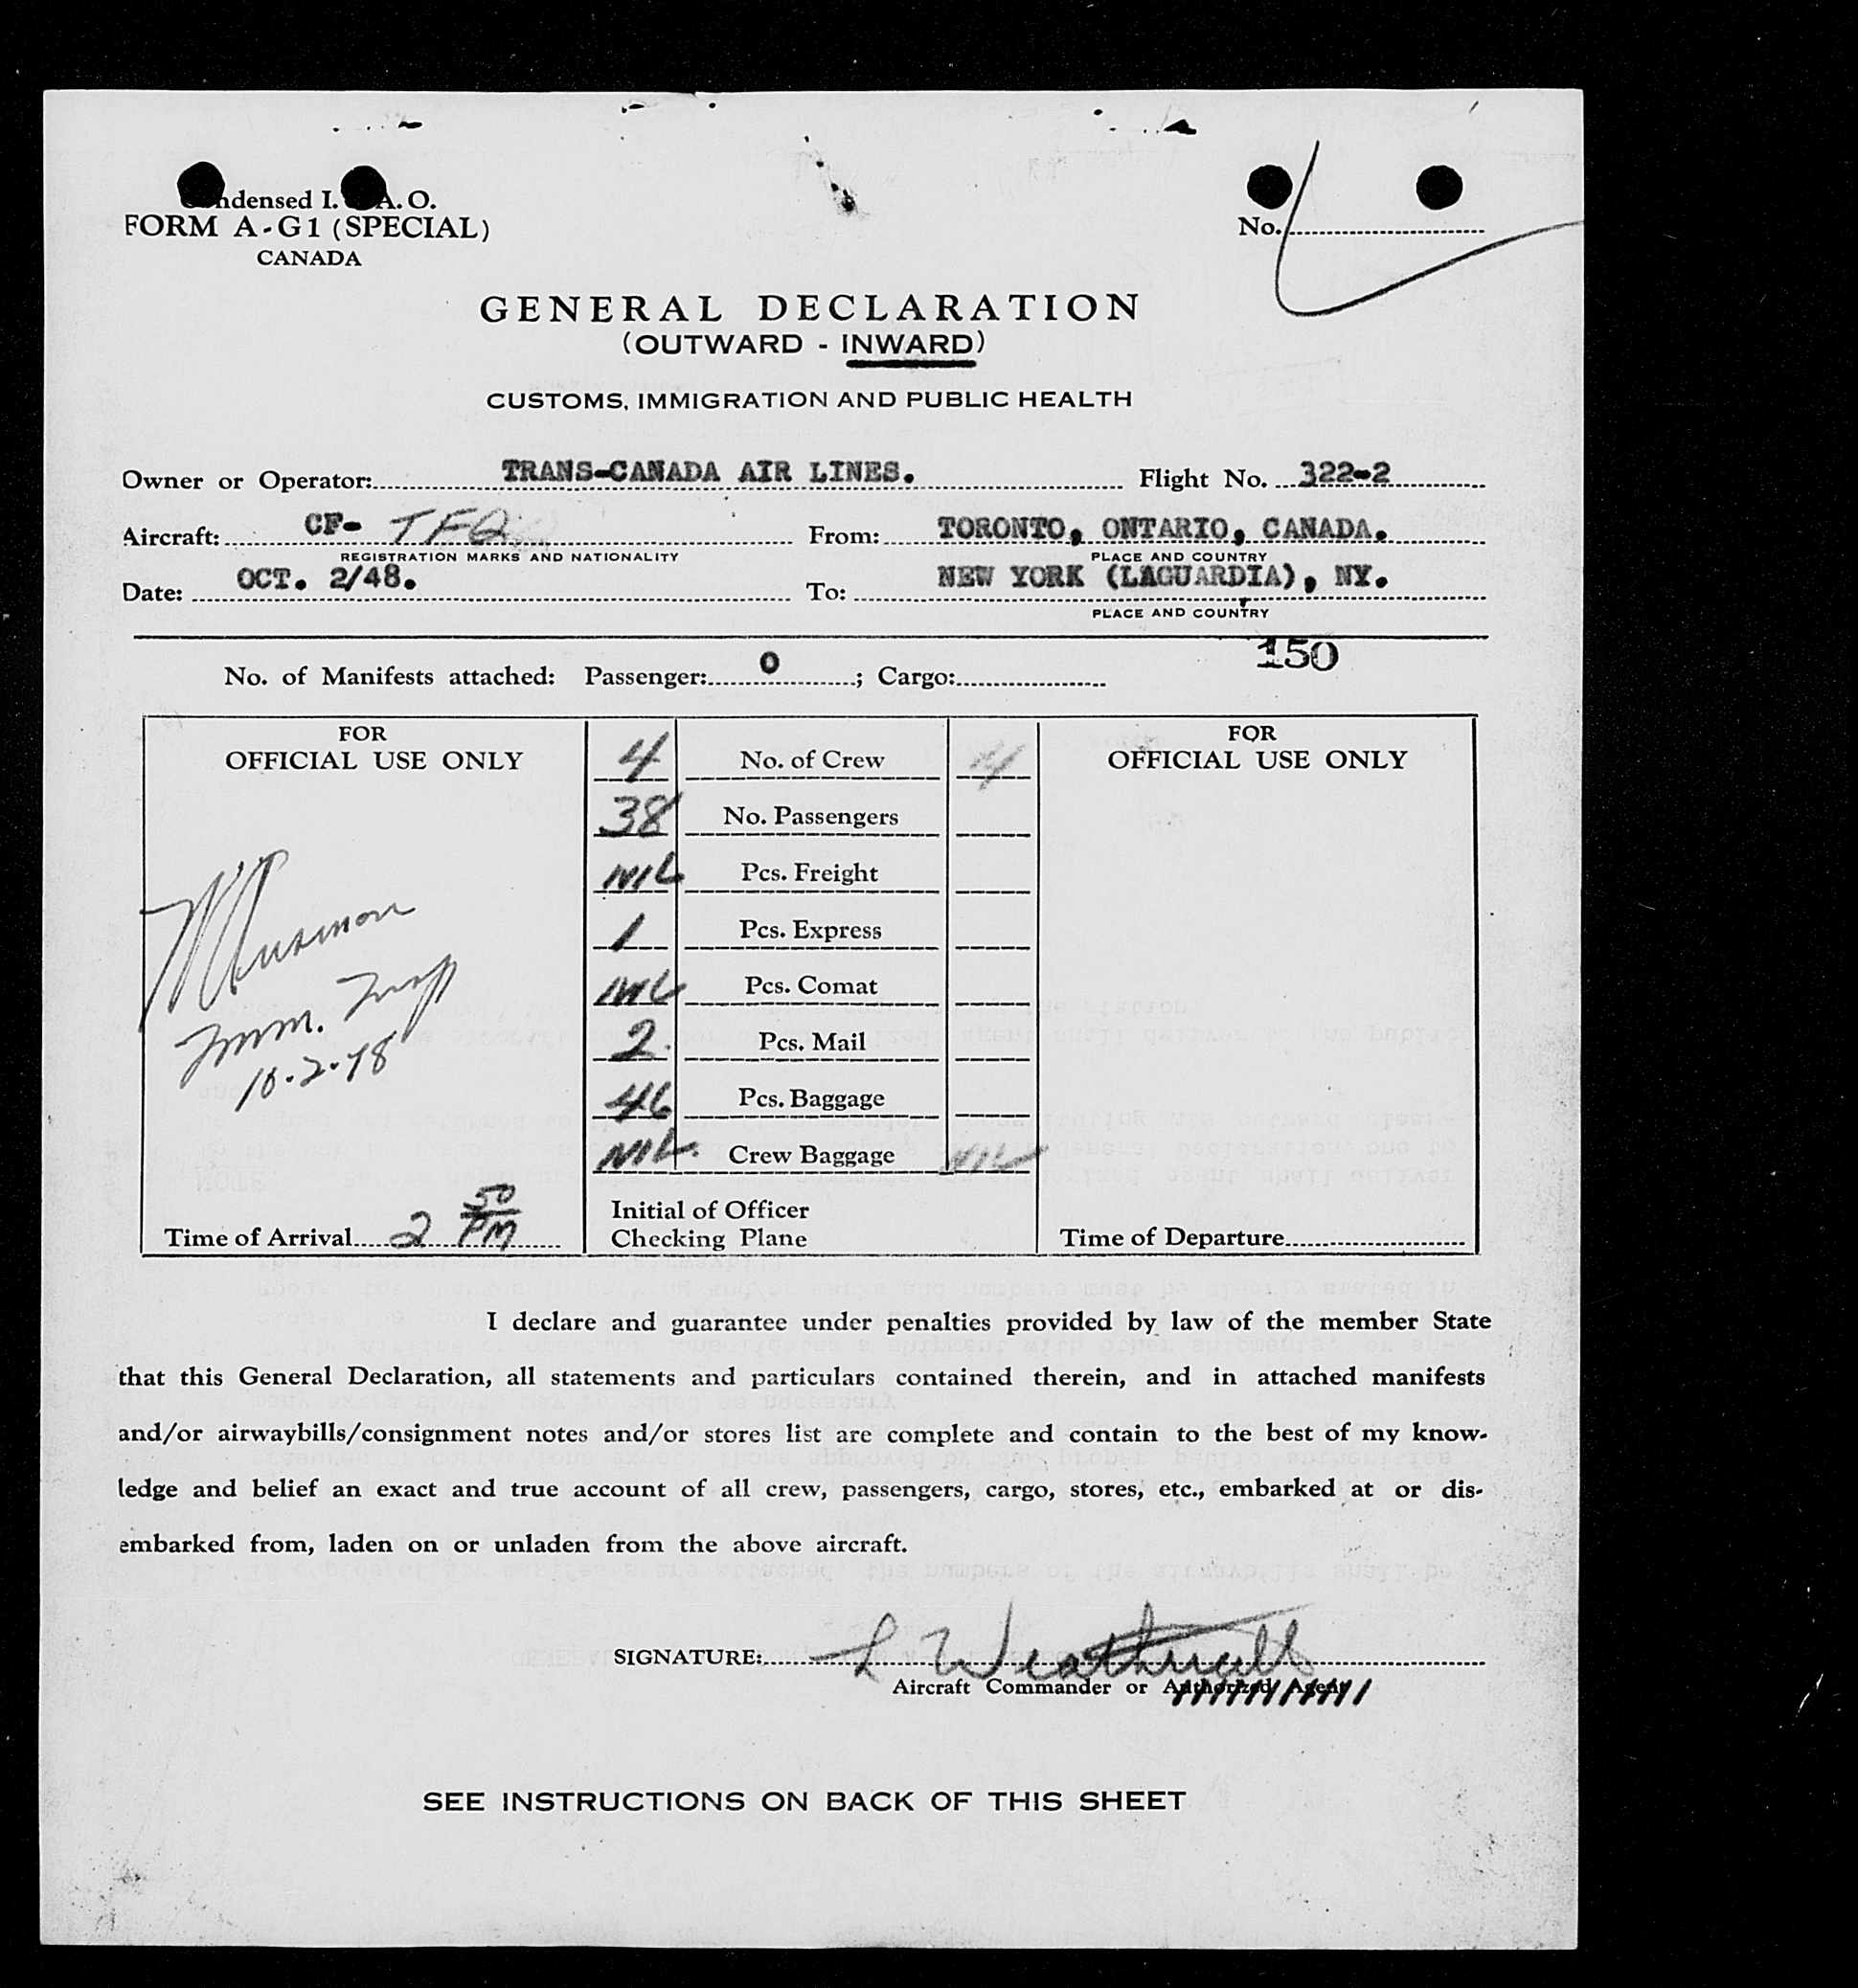 ndensed I. A. O.
FORM A-G1 (SPECIAL)
CANADA
No.
GENERAL DECLARATION
(OUTWARD - INWARD)
CUSTOMS, IMMIGRATION AND PUBLIC HEALTH
Owner or Operator: TRANS-CANADA AIR LINES. Flight No. 322-2
Aircraft: CF- TFQ From: TORONTO, ONTARIO, CANADA.
REGISTRATION MARKS AND NATIONALITY PLACE AND COUNTRY
Date: OCT. 2/48. To: NEW YORK (LAGUARDIA), NY.
PLACE AND COUNTRY
150
No. of Manifests attached: Passenger: 0 ; Cargo:
FOR
OFFICIAL USE ONLY
Imm. Insp
10.2.48
Time of Arrival 2 50 PM
4 No. of Crew 4
38 No. Passengers
NIL Pcs. Freight
1 Pcs. Express
NIL Pcs. Comat
2 Pcs. Mail
46 Pcs. Baggage
NIL. Crew Baggage NIL
Initial of Officer
Checking Plane
FOR
OFFICIAL USE ONLY
Time of Departure
I declare and guarantee under penalties provided by law of the member State
that this General Declaration, all statements and particulars contained therein, and in attached manifests
and/or airwaybills/consignment notes and/or stores list are complete and contain to the best of my know-
ledge and belief an exact and true account of all crew, passengers, cargo, stores, etc., embarked at or dis-
embarked from, laden on or unladen from the above aircraft.
SIGNATURE: L
Aircraft Commander or Authorized Agent
SEE INSTRUCTIONS ON BACK OF THIS SHEET